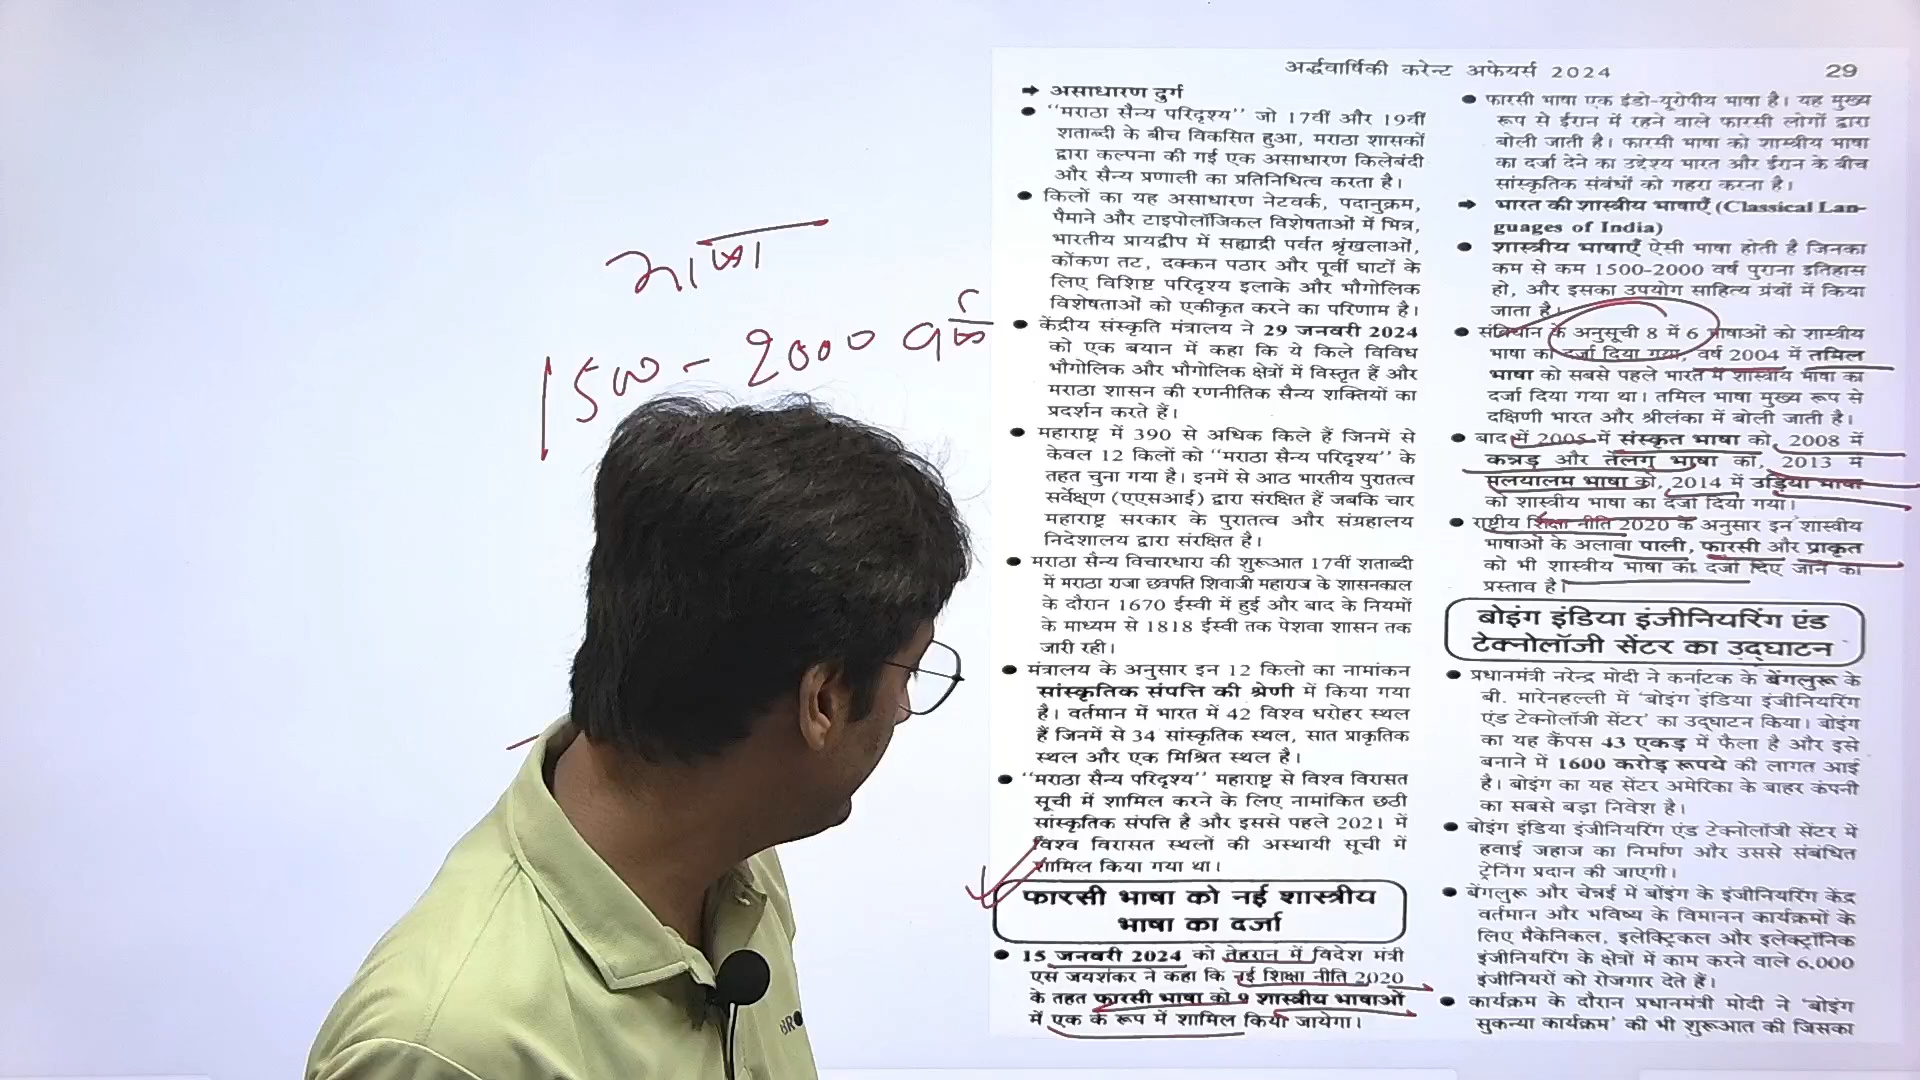 भाषा
1500 - 2000 वर्ष
अर्द्धवार्षिकी करेन्ट अफेयर्स 2024
29
➡ असाधारण दुर्ग
● "मराठा सैन्य परिदृश्य" जो 17वीं और 19वीं
शताब्दी के बीच विकसित हुआ, मराठा शासकों
द्वारा कल्पना की गई एक असाधारण किलेबंदी
और सैन्य प्रणाली का प्रतिनिधित्व करता है।
● किलों का यह असाधारण नेटवर्क, पदानुक्रम,
पैमाने और टाइपोलॉजिकल विशेषताओं में भिन्न,
भारतीय प्रायद्वीप में सह्याद्री पर्वत श्रृंखलाओं,
कोंकण तट, दक्कन पठार और पूर्वी घाटों के
लिए विशिष्ट परिदृश्य इलाके और भौगोलिक
विशेषताओं को एकीकृत करने का परिणाम है।
● केंद्रीय संस्कृति मंत्रालय ने 29 जनवरी 2024
को एक बयान में कहा कि ये किले विविध
भौगोलिक और भौगोलिक क्षेत्रों में विस्तृत हैं और
मराठा शासन की रणनीतिक सैन्य शक्तियों का
प्रदर्शन करते हैं।
● महाराष्ट्र में 390 से अधिक किले हैं जिनमें से
केवल 12 किलों को "मराठा सैन्य परिदृश्य" के
तहत चुना गया है। इनमें से आठ भारतीय पुरातत्व
सर्वेक्षण (एएसआई) द्वारा संरक्षित हैं जबकि चार
महाराष्ट्र सरकार के पुरातत्व और संग्रहालय
निदेशालय द्वारा संरक्षित है।
● मराठा सैन्य विचारधारा की शुरूआत 17वीं शताब्दी
में मराठा राजा छत्रपति शिवाजी महाराज के शासनकाल
के दौरान 1670 ईस्वी में हुई और बाद के नियमों
के माध्यम से 1818 ईस्वी तक पेशवा शासन तक
जारी रही।
● मंत्रालय के अनुसार इन 12 किलो का नामांकन
सांस्कृतिक संपत्ति की श्रेणी में किया गया
है। वर्तमान में भारत में 42 विश्व धरोहर स्थल
हैं जिनमें से 34 सांस्कृतिक स्थल, सात प्राकृतिक
स्थल और एक मिश्रित स्थल है।
● "मराठा सैन्य परिदृश्य" महाराष्ट्र से विश्व विरासत
सूची में शामिल करने के लिए नामांकित छठी
सांस्कृतिक संपत्ति है और इससे पहले 2021 में
विश्व विरासत स्थलों की अस्थायी सूची में
शामिल किया गया था।
फारसी भाषा को नई शास्त्रीय
भाषा का दर्जा
● 15 जनवरी 2024 को तेहरान में विदेश मंत्री
एस जयशंकर ने कहा कि नई शिक्षा नीति 2020
के तहत फारसी भाषा को 9 शास्त्रीय भाषाओं
में एक के रूप में शामिल किया जायेगा।
● फारसी भाषा एक इंडो-यूरोपीय भाषा है। यह मुख्य
रूप से ईरान में रहने वाले फारसी लोगों द्वारा
बोली जाती है। फारसी भाषा को शास्त्रीय भाषा
का दर्जा देने का उद्देश्य भारत और ईरान के बीच
सांस्कृतिक संबंधों को गहरा करना है।
➡ भारत की शास्त्रीय भाषाएँ (Classical Lan-
guages of India)
● शास्त्रीय भाषाएँ ऐसी भाषा होती है जिनका
कम से कम 1500-2000 वर्ष पुराना इतिहास
हो, और इसका उपयोग साहित्य ग्रंथों में किया
जाता है।
● संविधान के अनुसूची 8 में 6 भाषाओं को शास्त्रीय
भाषा का दर्जा दिया गया, वर्ष 2004 में तमिल
भाषा को सबसे पहले भारत में शास्त्रीय भाषा का
दर्जा दिया गया था। तमिल भाषा मुख्य रूप से
दक्षिणी भारत और श्रीलंका में बोली जाती है।
● बाद में 2005 में संस्कृत भाषा को, 2008 में
कन्नड़ और तेलगु भाषा को, 2013 में
मलयालम भाषा को, 2014 में उड़िया भाषा
को शास्त्रीय भाषा का दर्जा दिया गया।
● राष्ट्रीय शिक्षा नीति 2020 के अनुसार इन शास्त्रीय
भाषाओं के अलावा पाली, फारसी और प्राकृत
को भी शास्त्रीय भाषा का दर्जा दिए जाने का
प्रस्ताव है।
बोइंग इंडिया इंजीनियरिंग एंड
टेक्नोलॉजी सेंटर का उद्घाटन
● प्रधानमंत्री नरेन्द्र मोदी ने कर्नाटक के बेंगलुरू के
बी. मारेनहल्ली में 'बोइंग इंडिया इंजीनियरिंग
एंड टेक्नोलॉजी सेंटर' का उद्घाटन किया। बोइंग
का यह कैंपस 43 एकड़ में फैला है और इसे
बनाने में 1600 करोड़ रूपये की लागत आई
है। बोइंग का यह सेंटर अमेरिका के बाहर कंपनी
का सबसे बड़ा निवेश है।
● बोइंग इंडिया इंजीनियरिंग एंड टेक्नोलॉजी सेंटर में
हवाई जहाज का निर्माण और उससे संबंधित
ट्रेनिंग प्रदान की जाएगी।
● बेंगलुरू और चेन्नई में बोइंग के इंजीनियरिंग केंद्र
वर्तमान और भविष्य के विमानन कार्यक्रमों के
लिए मैकेनिकल, इलेक्ट्रिकल और इलेक्ट्रॉनिक
इंजीनियरिंग के क्षेत्रों में काम करने वाले 6,000
इंजीनियरों को रोजगार देते हैं।
● कार्यक्रम के दौरान प्रधानमंत्री मोदी ने 'बोइंग
सुकन्या कार्यक्रम' की भी शुरूआत की जिसका